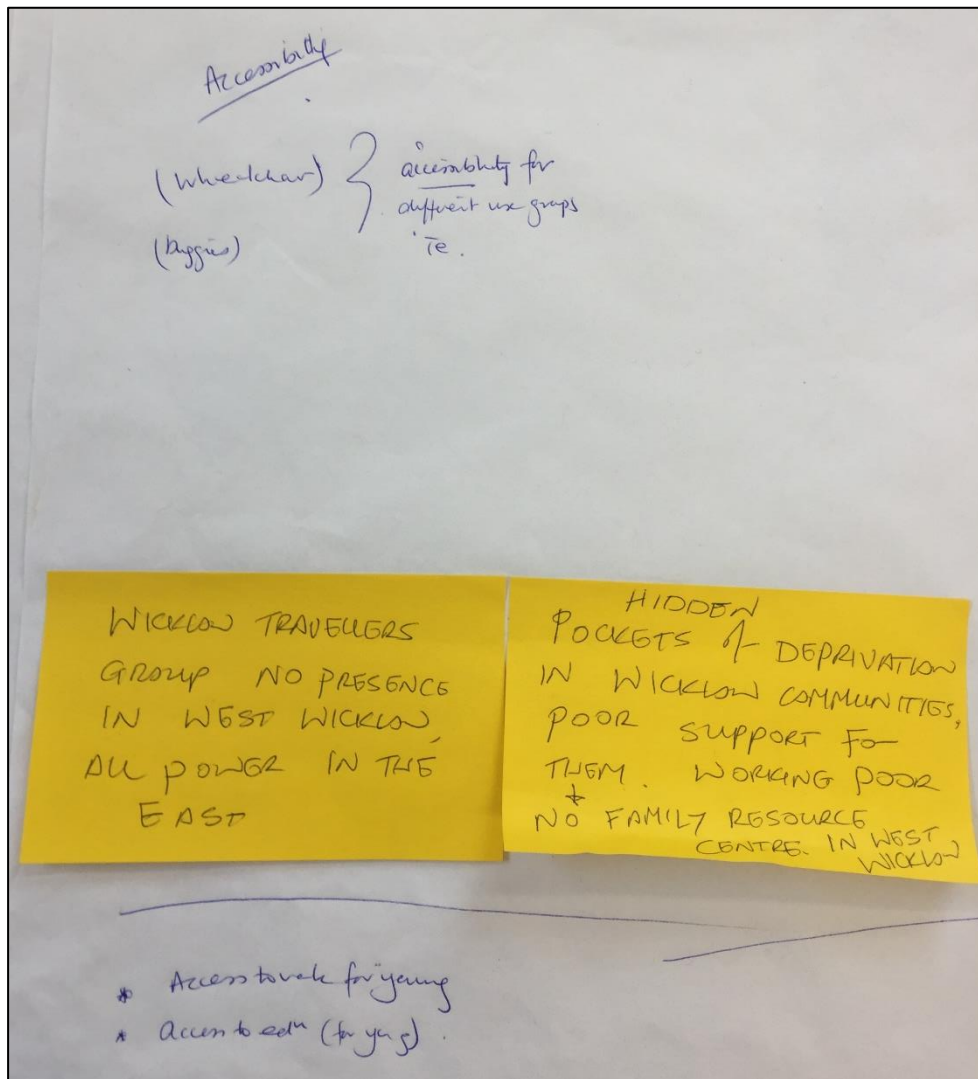 Accessibility
(Wheelchair) } accessibility for
different use groups
ie.
(buggies)
WICKLOW TRAVELLERS
GROUP NO PRESENCE
IN WEST WICKLOW,
ALL POWER IN THE
EAST
HIDDEN
POCKETS of DEPRIVATION
IN WICKLOW COMMUNITIES,
POOR SUPPORT FOR
THEM. WORKING POOR
+
NO FAMILY RESOURCE
CENTRE. IN WEST
WICKLOW
* Access to work for young
* Access to edn (for yng).